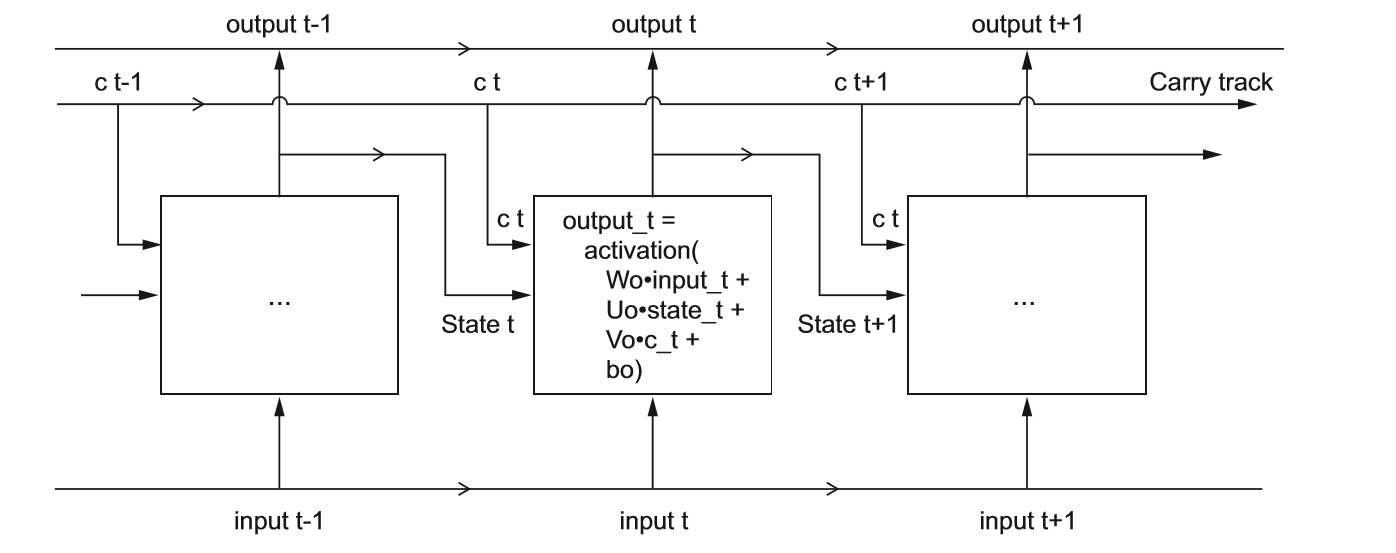 output t-1
output t
output t+1
c t-1
c t
c t+1
Carry track
c t
c t
output_t =
activation(
Wo•input_t +
Uo•state_t +
Vo•c_t +
bo)
...
...
State t
State t+1
input t-1
input t
input t+1